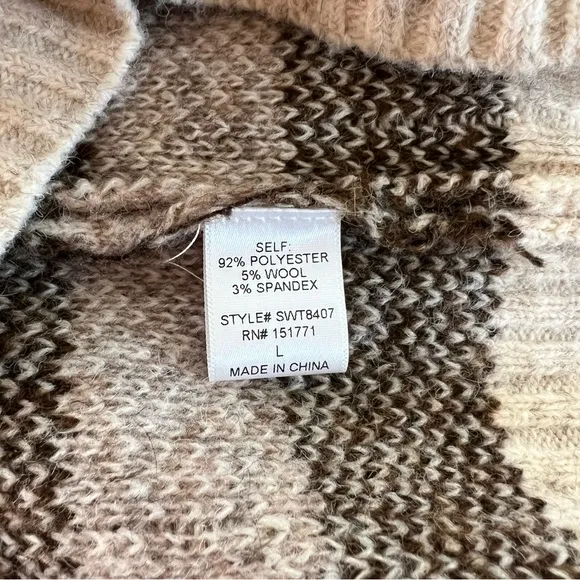 SELF:
92% POLYESTER
5% WOOL
3% SPANDEX
STYLE# SWT8407
RN# 151771
L
MADE IN CHINA